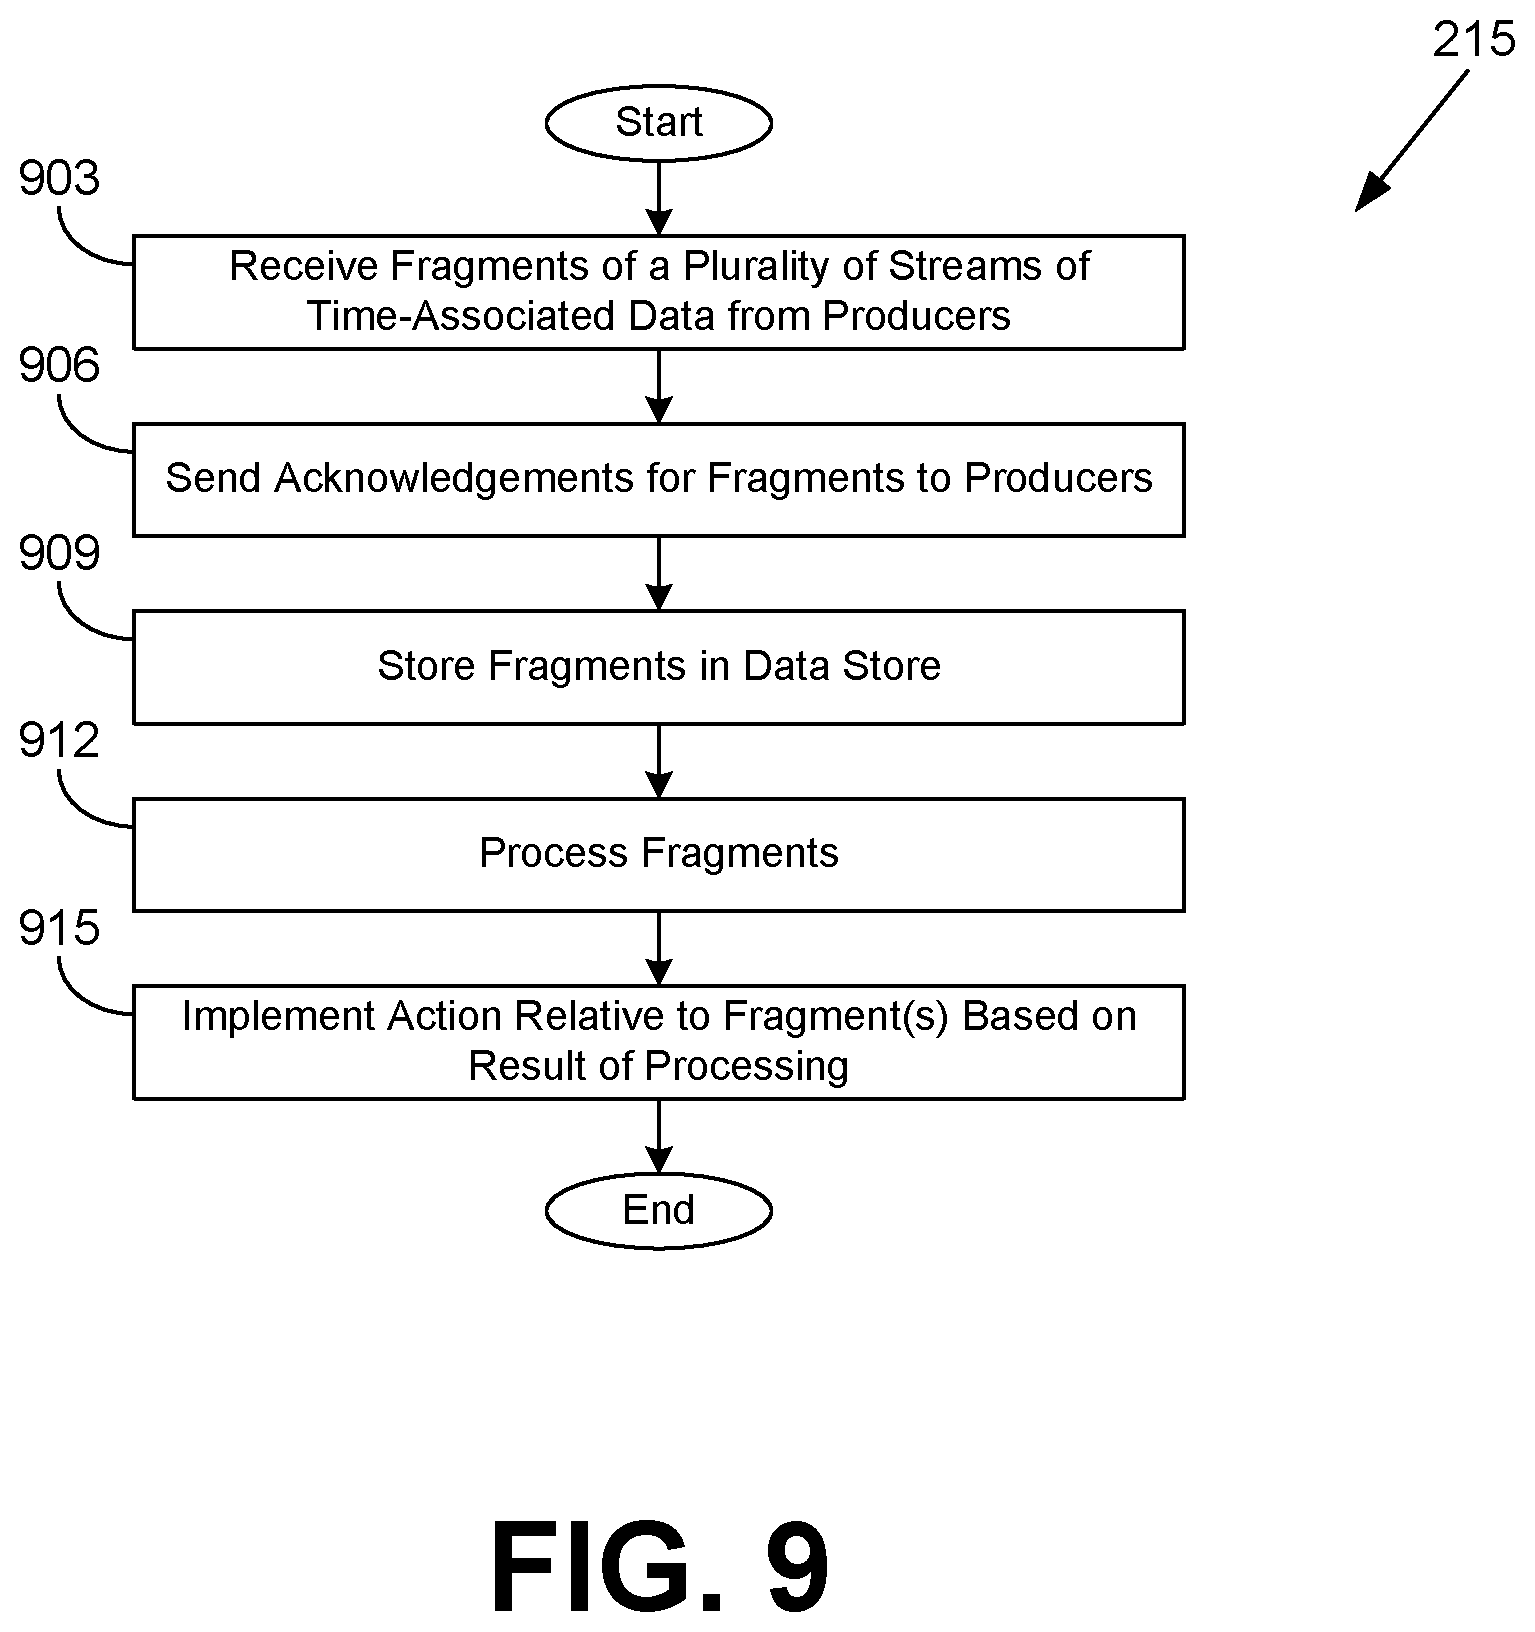 215
Start
903
Receive Fragments of a Plurality of Streams of
Time-Associated Data from Producers
906
Send Acknowledgements for Fragments to Producers
909
Store Fragments in Data Store
912
Process Fragments
915
Implement Action Relative to Fragment(s) Based on
Result of Processing
End
FIG. 9